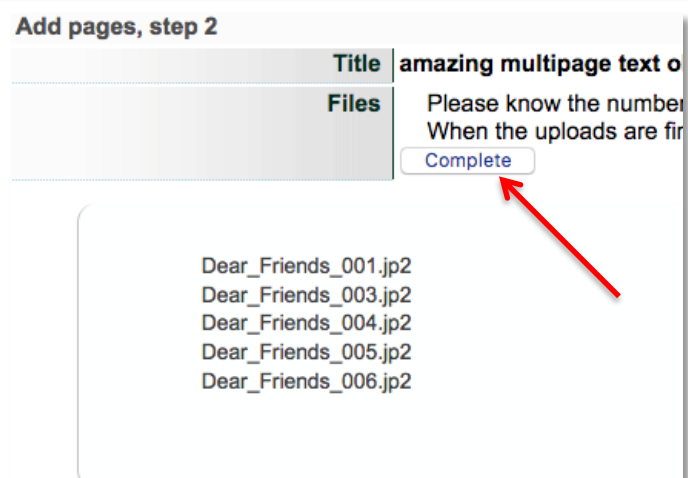 Add pages, step 2
Title amazing multipage text
Files Please know the number
When the uploads are
Complete
Dear_Friends_001.jp2
Dear_Friends_003.jp2
Dear_Friends_004.jp2
Dear_Friends_005.jp2
Dear_Friends_006.jp2